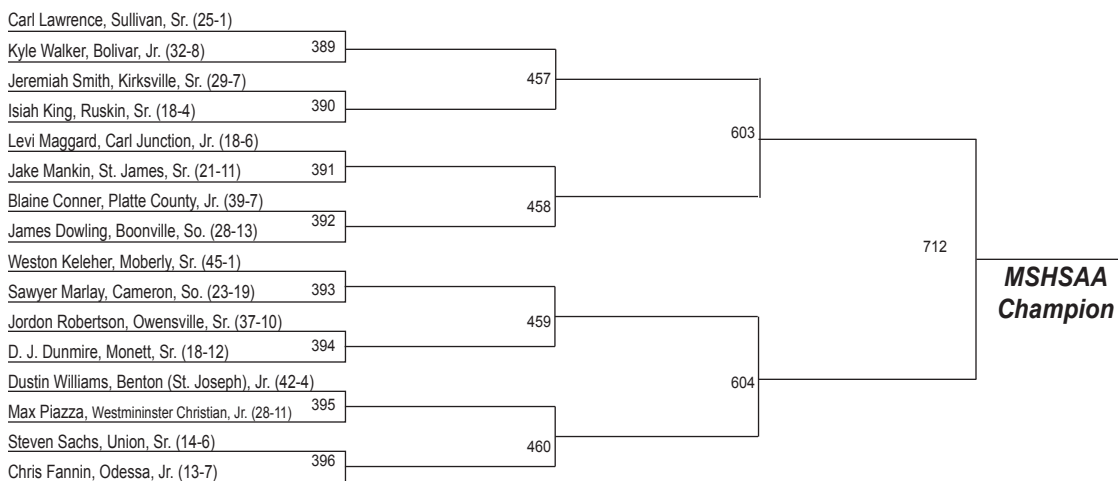 Carl Lawrence, Sullivan, Sr. (25-1)
389
Kyle Walker, Bolivar, Jr. (32-8)
457
Jeremiah Smith, Kirksville, Sr. (29-7)
390
Isiah King, Ruskin, Sr. (18-4)
603
Levi Maggard, Carl Junction, Jr. (18-6)
391
Jake Mankin, St. James, Sr. (21-11)
458
Blaine Conner, Platte County, Jr. (39-7)
392
James Dowling, Boonville, So. (28-13)
712
Weston Keleher, Moberly, Sr. (45-1)
MSHSAA
Champion
393
Sawyer Marlay, Cameron, So. (23-19)
459
Jordon Robertson, Owensville, Sr. (37-10)
394
D. J. Dunmire, Monett, Sr. (18-12)
604
Dustin Williams, Benton (St. Joseph), Jr. (42-4)
395
Max Piazza, Westmininster Christian, Jr. (28-11)
460
Steven Sachs, Union, Sr. (14-6)
396
Chris Fannin, Odessa, Jr. (13-7)